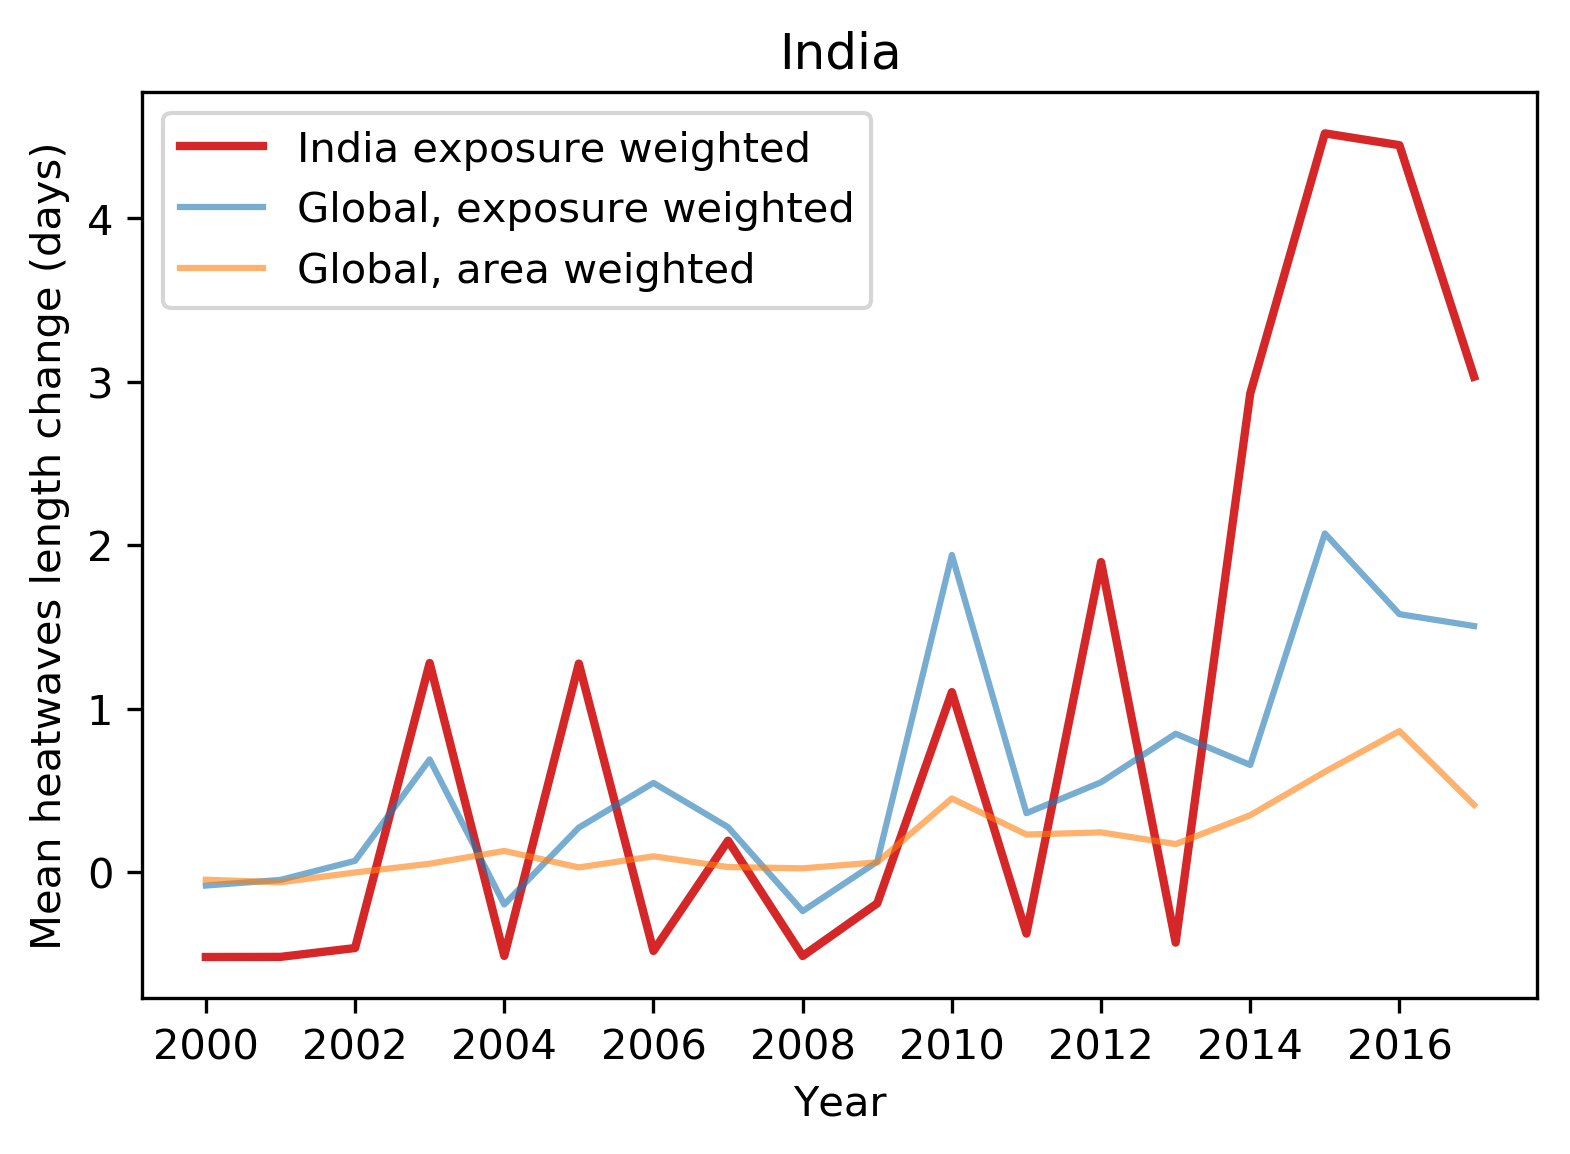 India
India exposure weighted
Global, exposure weighted
Global, area weighted
Mean heatwaves length change (days)
4
3
2
1
0
2000 2002 2004 2006 2008 2010 2012 2014 2016
Year